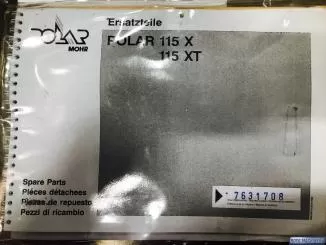 POLAR
MOHR
Ersatzteile
POLAR 115 X
115 XT
Spare Parts
Pièces détachées
Piezas de repuesto
Pezzi di ricambio
7631708